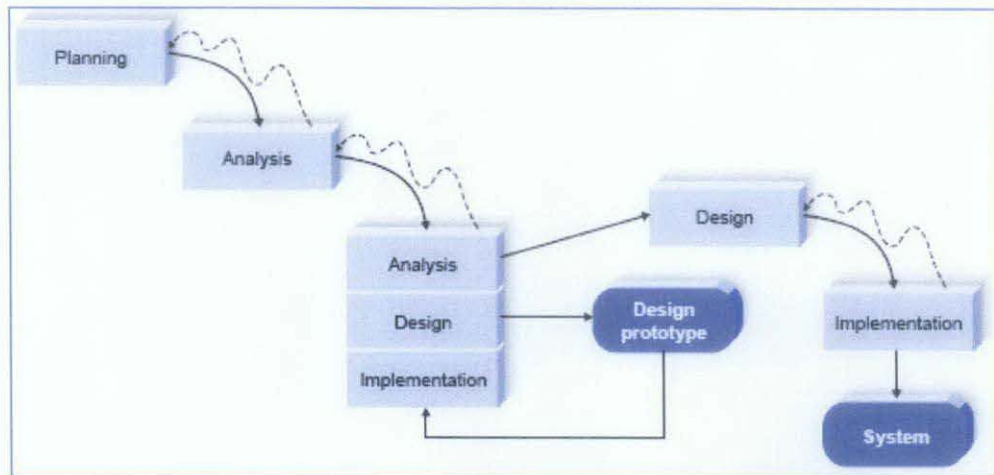 Planning
Analysis
Analysis
Design
Implementation
Design
prototype
Design
Implementation
System